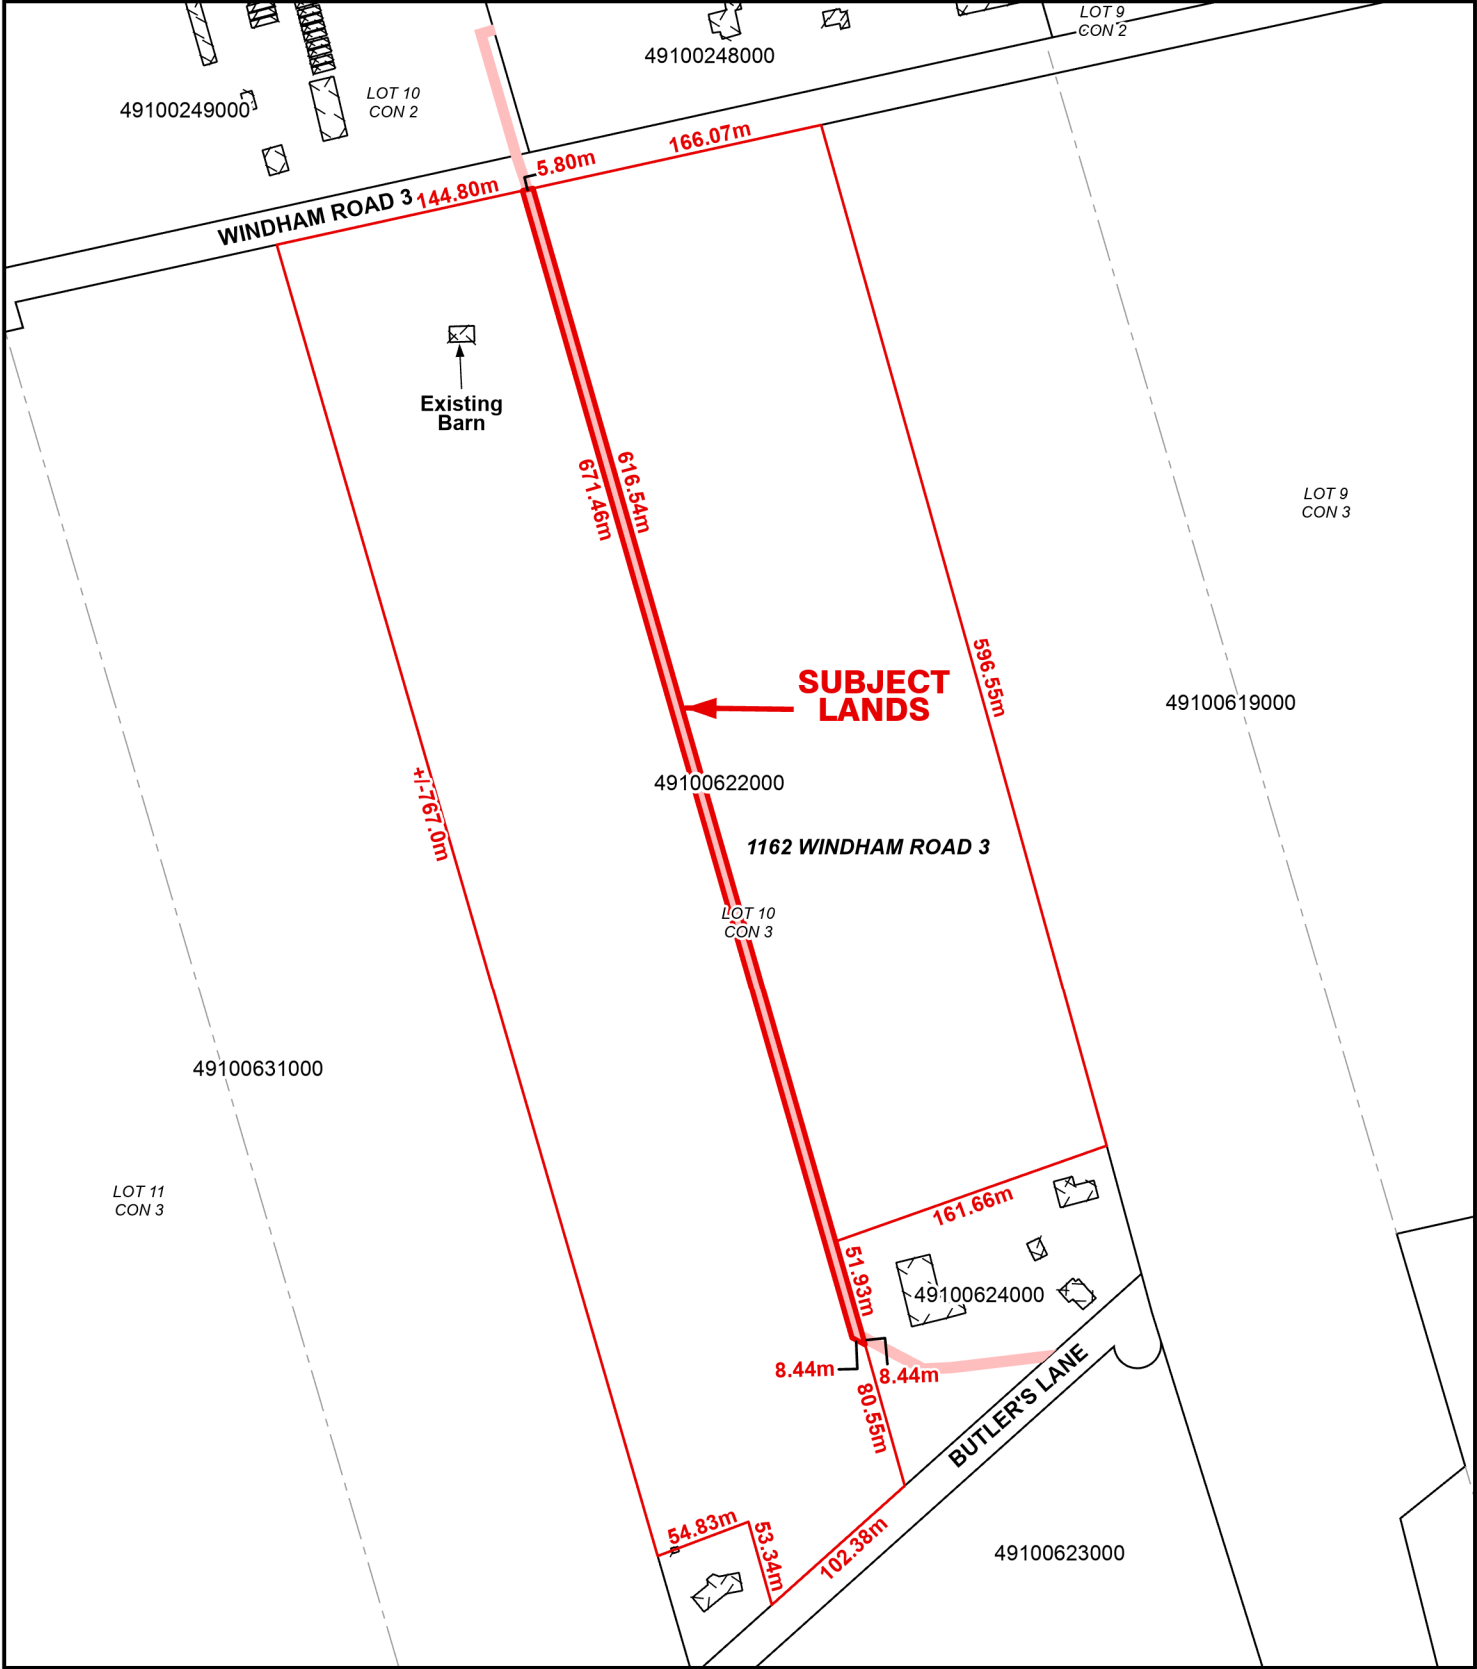 LOT 9
CON 2
49100248000
LOT 10
CON 2
49100249000
166.07m
5.80m
144.80m
WINDHAM ROAD 3
Existing
Barn
616.54m
671.46m
LOT 9
CON 3
596.55m
SUBJECT
LANDS
49100619000
+/-767.0m
49100622000
1162 WINDHAM ROAD 3
LOT 10
CON 3
49100631000
LOT 11
CON 3
161.66m
51.93m
49100624000
8.44m
8.44m
80.55m
BUTLER'S LANE
54.83m
53.34m
102.38m
49100623000